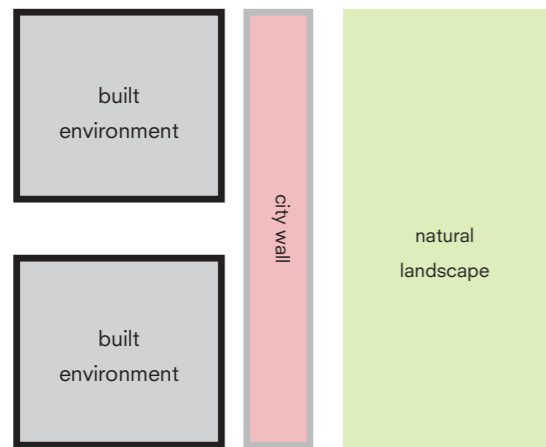 built
environment
city wall
natural
landscape
built
environment